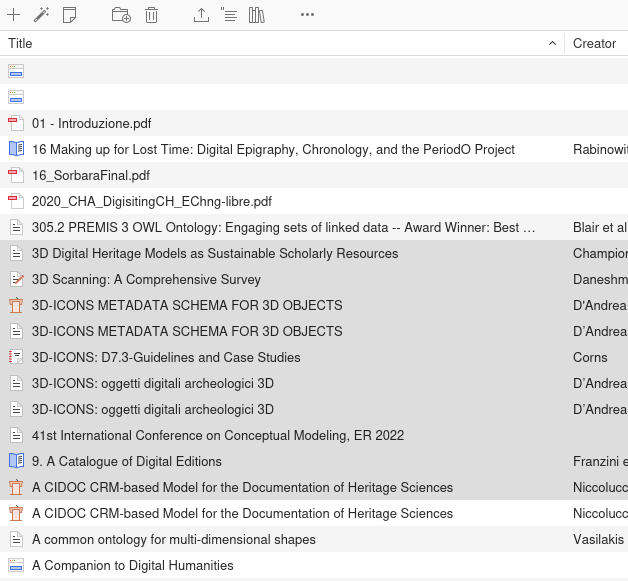 Title Creator
01 - Introduzione.pdf
16 Making up for Lost Time: Digital Epigraphy, Chronology, and the PeriodO Project Rabinowit
16_SorbaraFinal.pdf
2020_CHA_DigisitingCH_EChng-libre.pdf
305.2 PREMIS 3 OWL Ontology: Engaging sets of linked data -- Award Winner: Best ... Blair et al
3D Digital Heritage Models as Sustainable Scholarly Resources Champion
3D Scanning: A Comprehensive Survey Daneshm
3D-ICONS METADATA SCHEMA FOR 3D OBJECTS D'Andrea
3D-ICONS METADATA SCHEMA FOR 3D OBJECTS D’Andrea
3D-ICONS: D7.3-Guidelines and Case Studies Corns
3D-ICONS: oggetti digitali archeologici 3D D’Andrea
3D-ICONS: oggetti digitali archeologici 3D D’Andrea
41st International Conference on Conceptual Modeling, ER 2022
9. A Catalogue of Digital Editions Franzini e
A CIDOC CRM-based Model for the Documentation of Heritage Sciences Niccolucc
A CIDOC CRM-based Model for the Documentation of Heritage Sciences Niccolucc
A common ontology for multi-dimensional shapes Vasilakis
A Companion to Digital Humanities